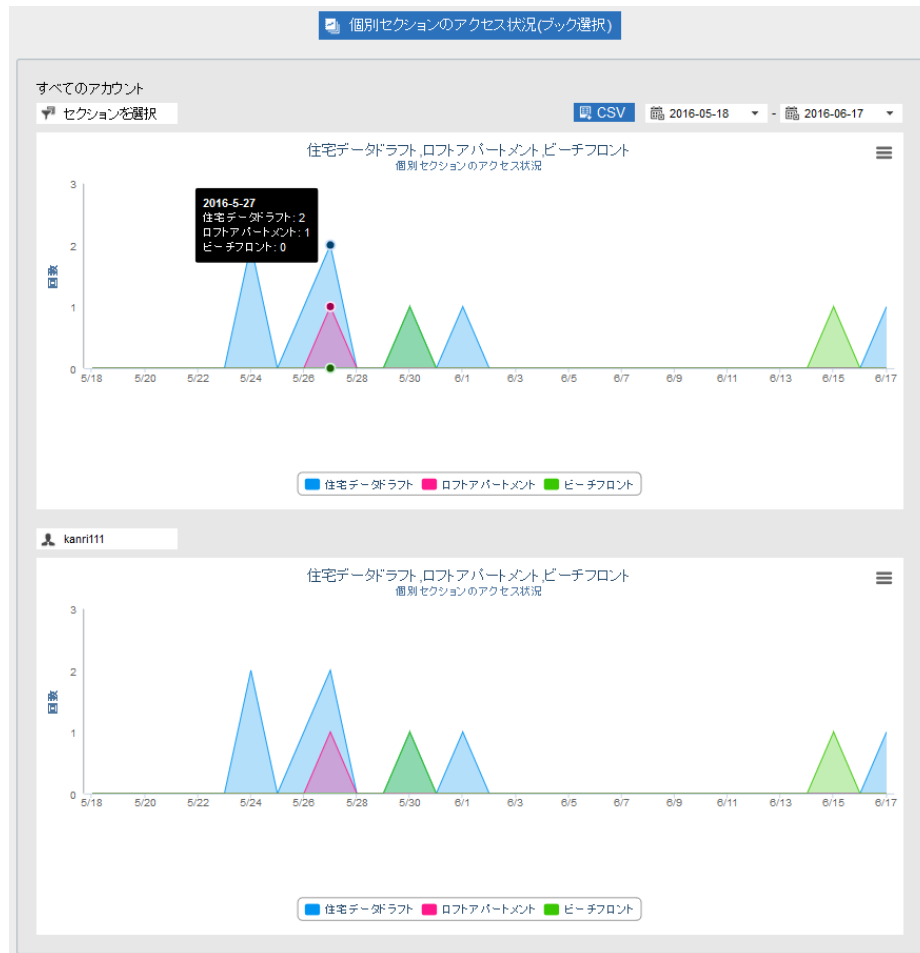 個別セクションのアクセス状況(ブック選択)
すべてのアカウント
セクションを選択
CSV
2016-05-18
-
2016-06-17
住宅データドラフト,ロフトアパートメント,ビーチフロント
個別セクションのアクセス状況
2016-5-27
住宅データドラフト: 2
ロフトアパートメント: 1
ビーチフロント: 0
回数
3
2
1
0
5/18 5/20 5/22 5/24 5/26 5/28 5/30 6/1 6/3 6/5 6/7 6/9 6/11 6/13 6/15 6/17
住宅データドラフト ロフトアパートメント ビーチフロント
kanri111
住宅データドラフト,ロフトアパートメント,ビーチフロント
個別セクションのアクセス状況
回数
3
2
1
0
5/18 5/20 5/22 5/24 5/26 5/28 5/30 6/1 6/3 6/5 6/7 6/9 6/11 6/13 6/15 6/17
住宅データドラフト ロフトアパートメント ビーチフロント